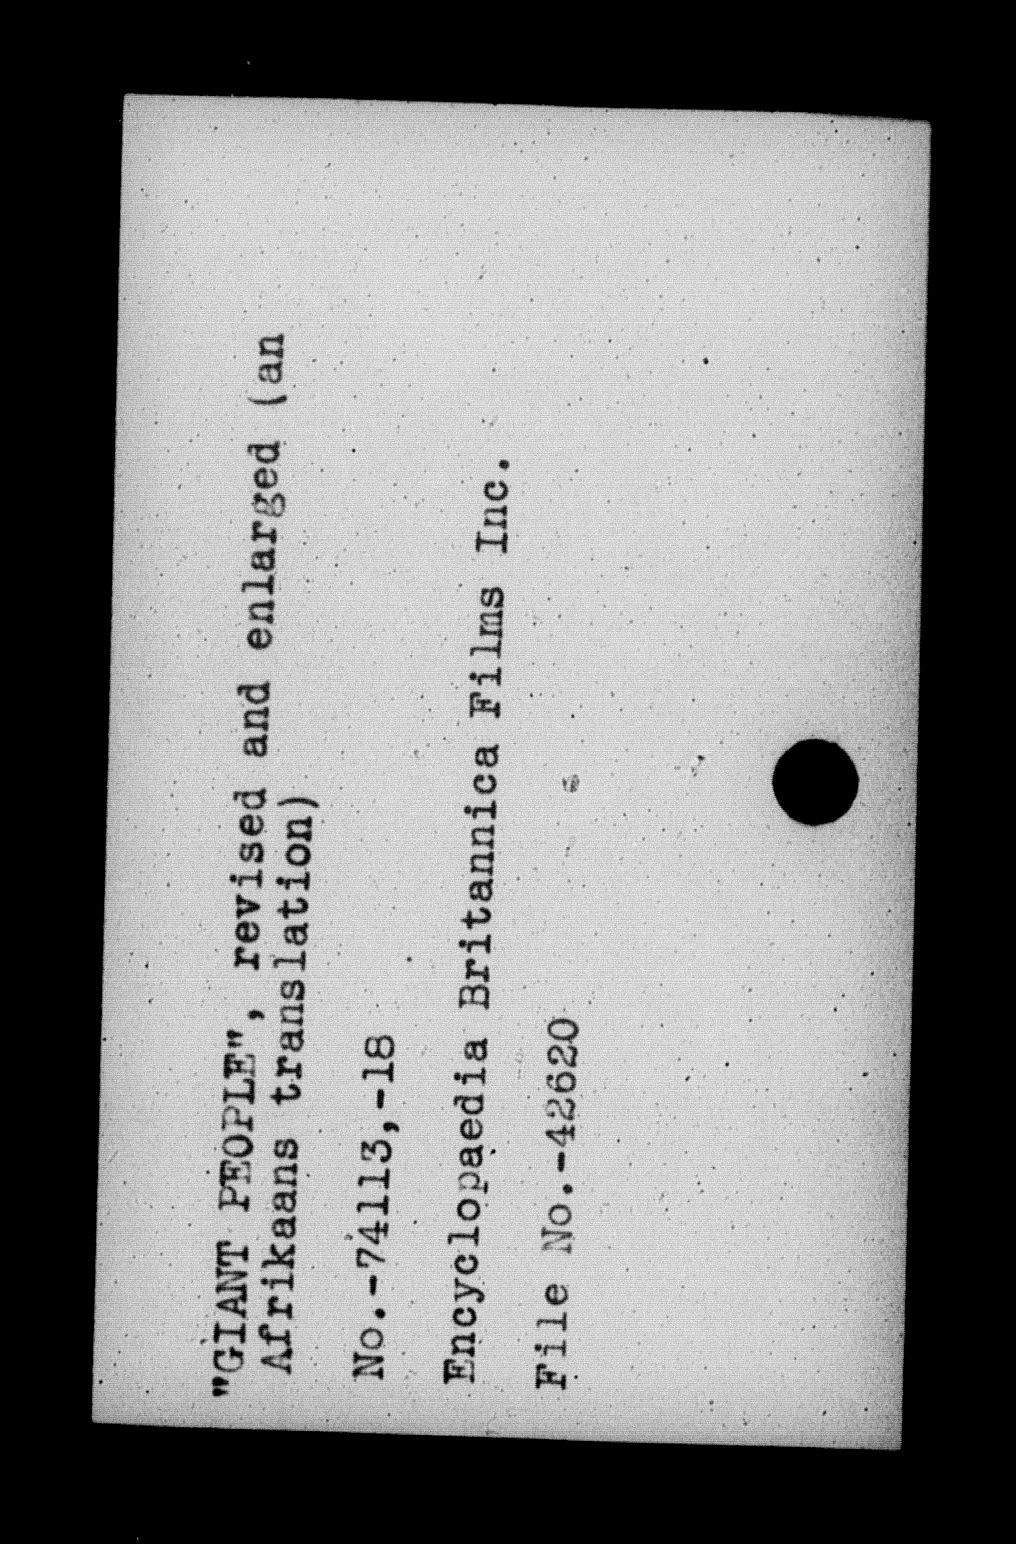 "GIANT PEOPLE", revised and enlarged (an
Afrikaans translation)
No.-74113,-18
Encyclopaedia Britannica Films Inc.
File No.-42620